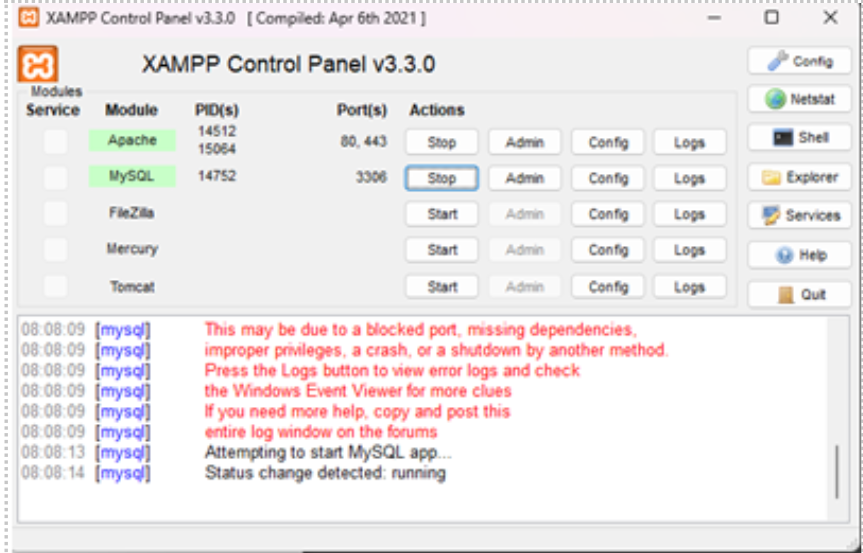 XAMPP Control Panel v3.3.0 [ Compiled: Apr 6th 2021 ]
XAMPP Control Panel v3.3.0
Config
Modules
Service Module PID(s) Port(s) Actions
Netstat
Apache 14512 15064 80, 443 Stop Admin Config Logs
Shell
MySQL 14752 3306 Stop Admin Config Logs
Explorer
FileZilla Start Admin Config Logs
Services
Mercury Start Admin Config Logs
Help
Tomcat Start Admin Config Logs
Quit
08:08:09 [mysql] This may be due to a blocked port, missing dependencies,
08:08:09 [mysql] improper privileges, a crash, or a shutdown by another method.
08:08:09 [mysql] Press the Logs button to view error logs and check
08:08:09 [mysql] the Windows Event Viewer for more clues
08:08:09 [mysql] If you need more help, copy and post this
08:08:09 [mysql] entire log window on the forums
08:08:13 [mysql] Attempting to start MySQL app...
08:08:14 [mysql] Status change detected: running